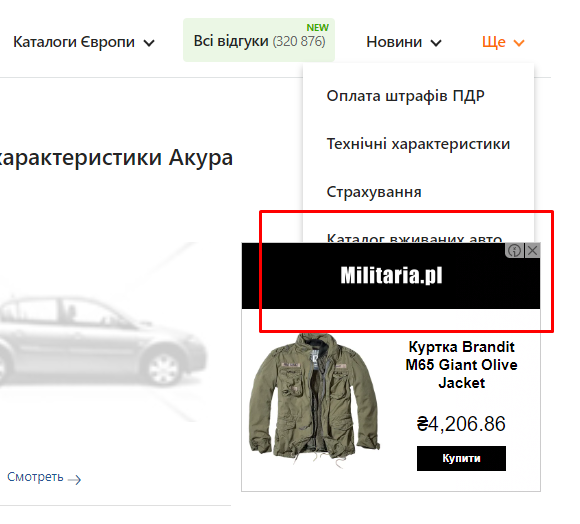 Каталоги Європи
NEW
Всі відгуки (320 876)
Новини
Ще
Оплата штрафів ПДР
Технічні характеристики
Страхування
Каталог вживаних авто
характеристики Акура
Militaria.pl
Куртка Brandit
M65 Giant Olive
Jacket
₴4,206.86
Купити
Смотреть